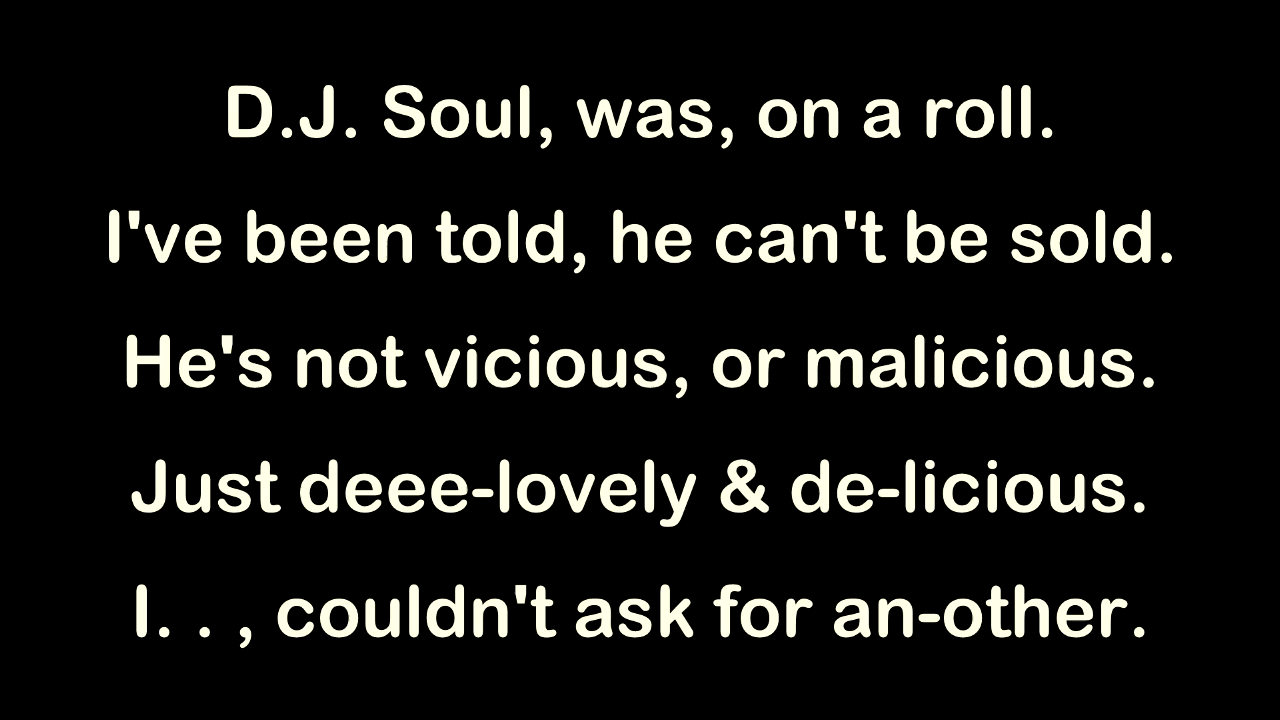 D.J. Soul, was, on a roll.
I've been told, he can't be sold.
He's not vicious, or malicious.
Just deee-lovely & de-licious.
I. . , couldn't ask for an-other.